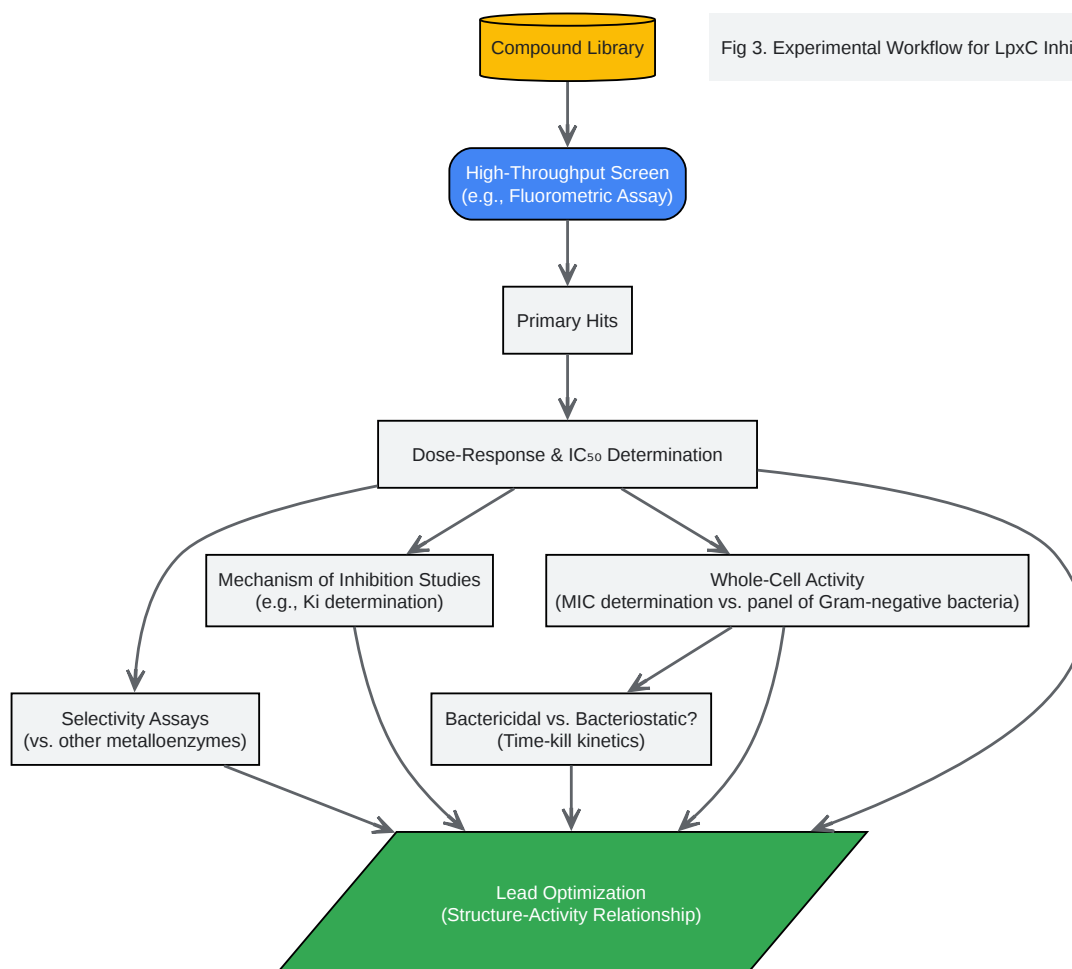 Compound Library
Fig 3. Experimental Workflow for LpxC
High-Throughput Screen
(e.g., Fluorometric Assay)
Primary Hits
Dose-Response & IC₅₀ Determination
Mechanism of Inhibition Studies
(e.g., Ki determination)
Whole-Cell Activity
(MIC determination vs. panel of Gram-negative bacteria)
Selectivity Assays
(vs. other metalloenzymes)
Bactericidal vs. Bacteriostatic?
(Time-kill kinetics)
Lead Optimization
(Structure-Activity Relationship)